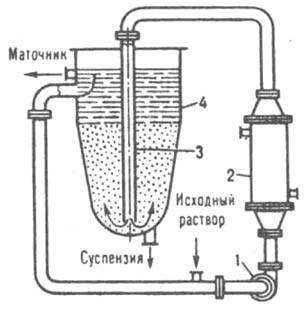 Маточник
4
3
2
Исходный
раствор
Суспензия
1